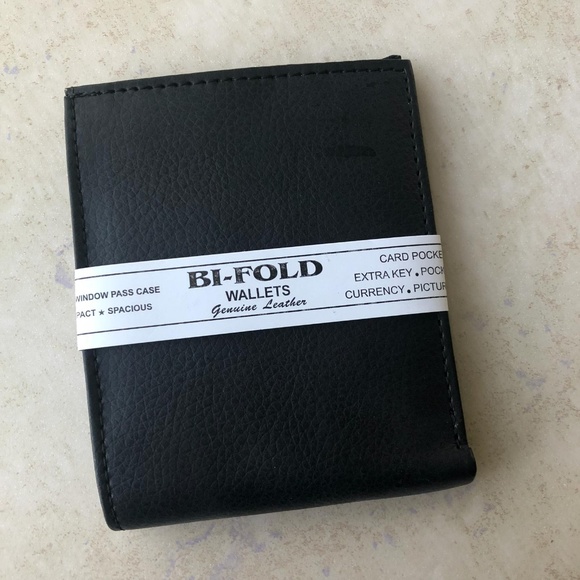 WINDOW PASS CASE
PACT ★ SPACIOUS
BI-FOLD
WALLETS
Genuine Leather
CARD POCKE
EXTRA KEY • POCK
CURRENCY • PICTUR